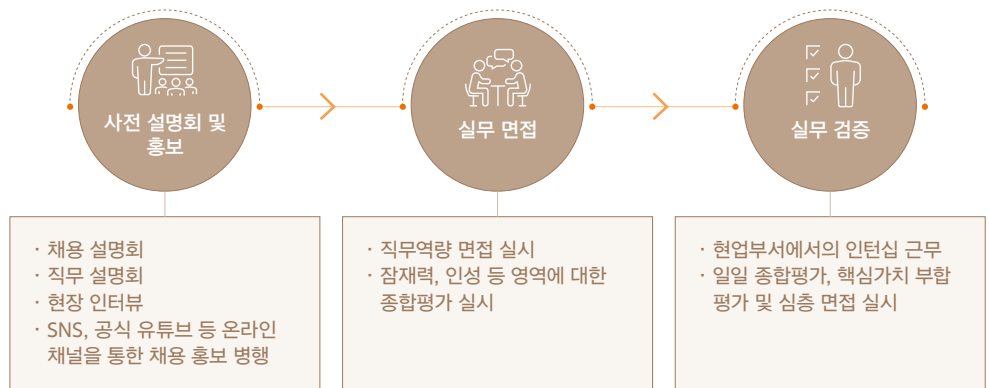 사전 설명회 및
홍보
실무 면접
실무 검증
· 채용 설명회
· 직무 설명회
· 현장 인터뷰
· SNS, 공식 유튜브 등 온라인
채널을 통한 채용 홍보 병행
· 직무역량 면접 실시
· 잠재력, 인성 등 영역에 대한
종합평가 실시
· 현업부서에서의 인턴십 근무
· 일일 종합평가, 핵심가치 부합
평가 및 심층 면접 실시